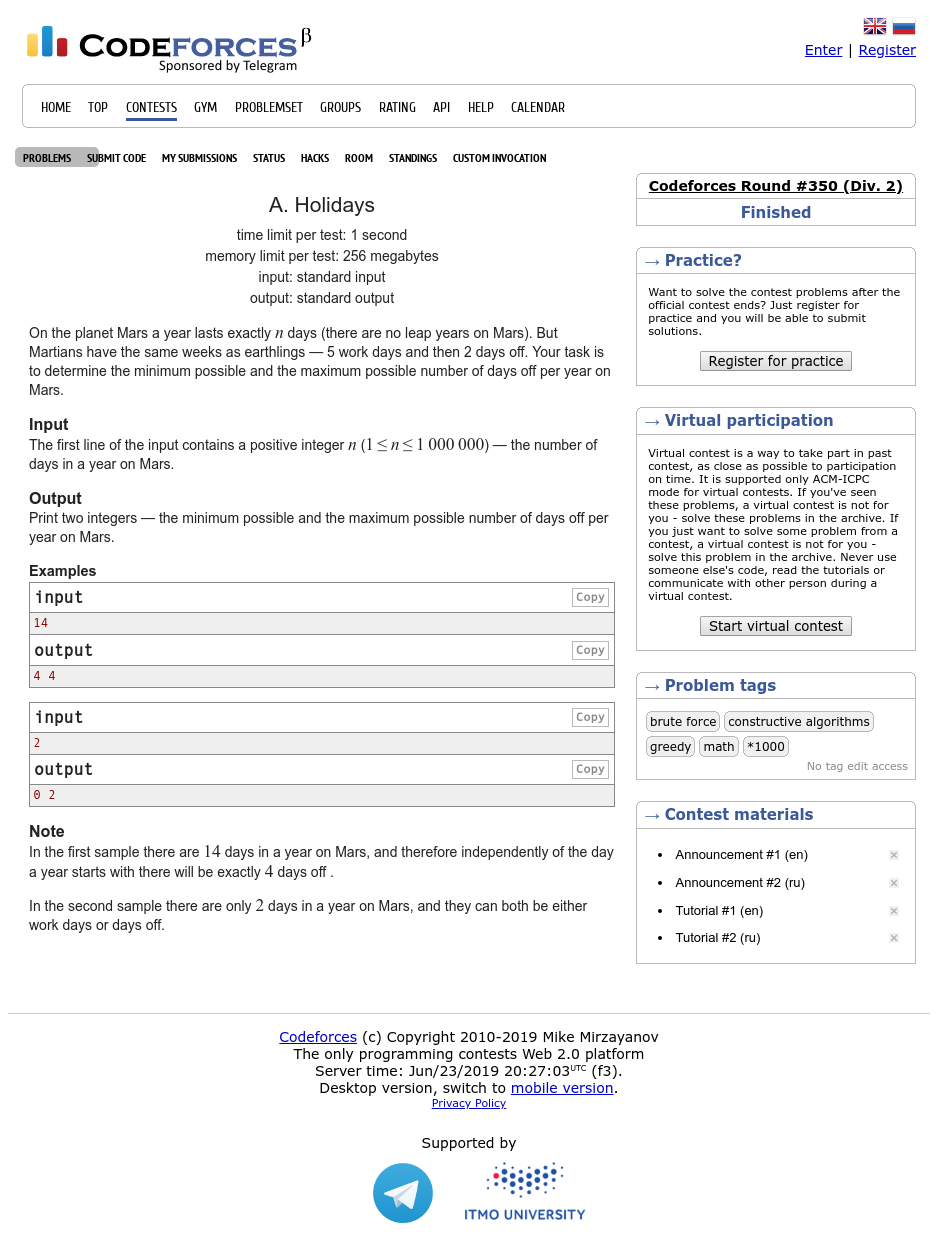 CODEFORCES β
Sponsored by Telegram
Enter | Register
HOME TOP CONTESTS GYM PROBLEMSET GROUPS RATING API HELP CALENDAR
PROBLEMS SUBMIT CODE MY SUBMISSIONS STATUS HACKS ROOM STANDINGS CUSTOM INVOCATION
A. Holidays
time limit per test: 1 second
memory limit per test: 256 megabytes
input: standard input
output: standard output
On the planet Mars a year lasts exactly n days (there are no leap years on Mars). But
Martians have the same weeks as earthlings — 5 work days and then 2 days off. Your task is
to determine the minimum possible and the maximum possible number of days off per year on
Mars.
Input
The first line of the input contains a positive integer n (1 ≤ n ≤ 1 000 000) — the number of
days in a year on Mars.
Output
Print two integers — the minimum possible and the maximum possible number of days off per
year on Mars.
Examples
input Copy
14
output Copy
4 4
input Copy
2
output Copy
0 2
Note
In the first sample there are 14 days in a year on Mars, and therefore independently of the day
a year starts with there will be exactly 4 days off .
In the second sample there are only 2 days in a year on Mars, and they can both be either
work days or days off.
Codeforces Round #350 (Div. 2)
Finished
→ Practice?
Want to solve the contest problems after the
official contest ends? Just register for
practice and you will be able to submit
solutions.
Register for practice
→ Virtual participation
Virtual contest is a way to take part in past
contest, as close as possible to participation
on time. It is supported only ACM-ICPC
mode for virtual contests. If you've seen
these problems, a virtual contest is not for
you - solve these problems in the archive. If
you just want to solve some problem from a
contest, a virtual contest is not for you -
solve this problem in the archive. Never use
someone else's code, read the tutorials or
communicate with other person during a
virtual contest.
Start virtual contest
→ Problem tags
brute force constructive algorithms
greedy math *1000
No tag edit access
→ Contest materials
• Announcement #1 (en)
• Announcement #2 (ru)
• Tutorial #1 (en)
• Tutorial #2 (ru)
Codeforces (c) Copyright 2010-2019 Mike Mirzayanov
The only programming contests Web 2.0 platform
Server time: Jun/23/2019 20:27:03UTC (f3).
Desktop version, switch to mobile version.
Privacy Policy
Supported by
ITMO UNIVERSITY